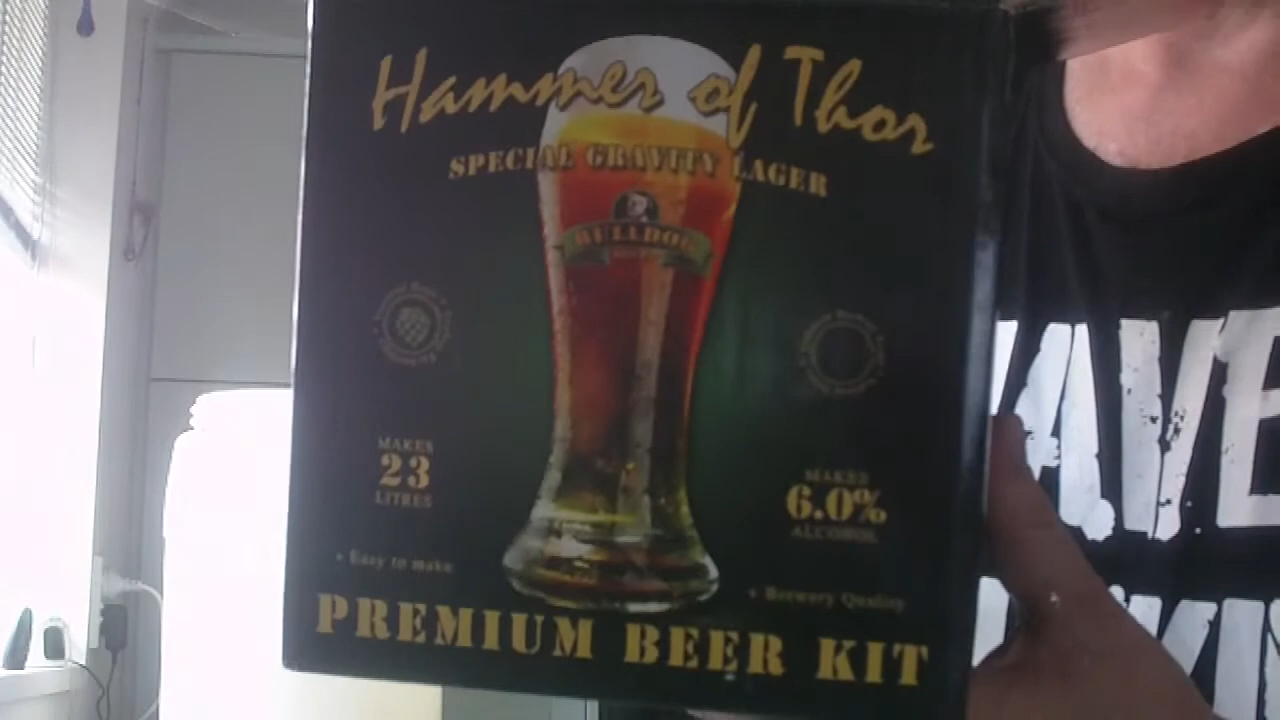 Hammer of Thor
SPECIAL GRAVITY LAGER
BULLDOG
MAKES
23
LITRES
MAKES
6.0%
ALCOHOL
• Easy to make
• Brewery Quality
PREMIUM BEER KIT